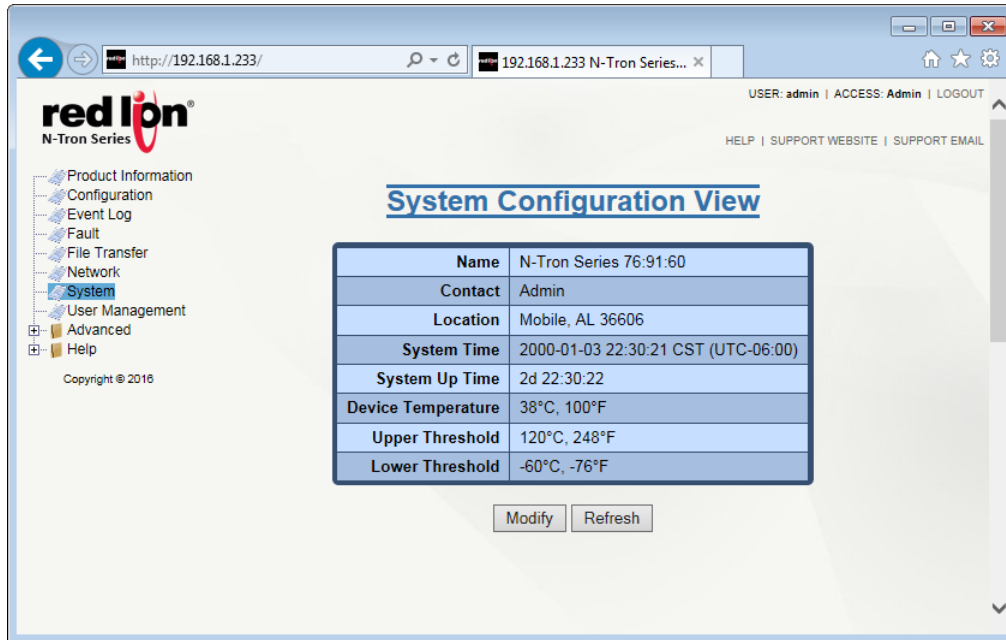 http://192.168.1.233/
192.168.1.233 N-Tron Series...
red lion®
N-Tron Series
USER: admin | ACCESS: Admin | LOGOUT
HELP | SUPPORT WEBSITE | SUPPORT EMAIL
Product Information
Configuration
Event Log
Fault
File Transfer
Network
System
User Management
Advanced
Help
Copyright © 2016
System Configuration View
Name N-Tron Series 76:91:60
Contact Admin
Location Mobile, AL 36606
System Time 2000-01-03 22:30:21 CST (UTC-06:00)
System Up Time 2d 22:30:22
Device Temperature 38°C, 100°F
Upper Threshold 120°C, 248°F
Lower Threshold -60°C, -76°F
Modify Refresh